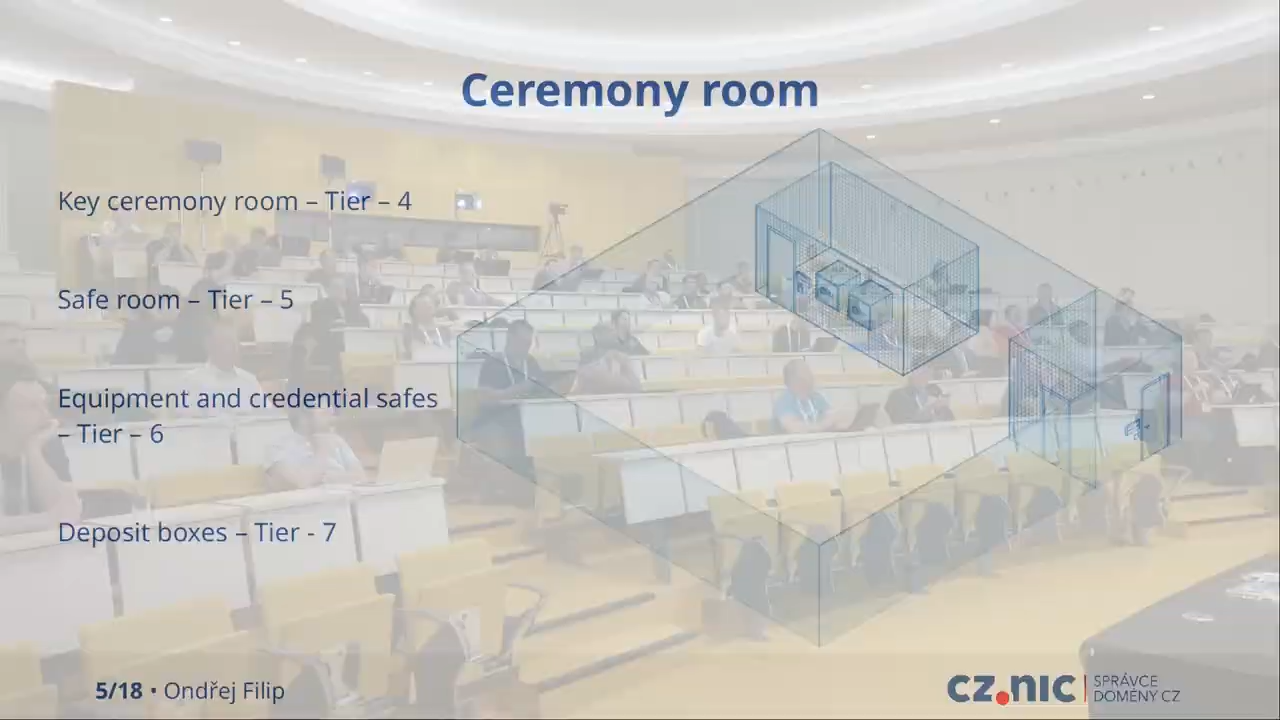 Ceremony room
Key ceremony room – Tier – 4
Safe room – Tier – 5
Equipment and credential safes
– Tier – 6
Deposit boxes – Tier - 7
5/18 • Ondřej Filip
cz.nic
SPRÁVCE
DOMÉNY CZ